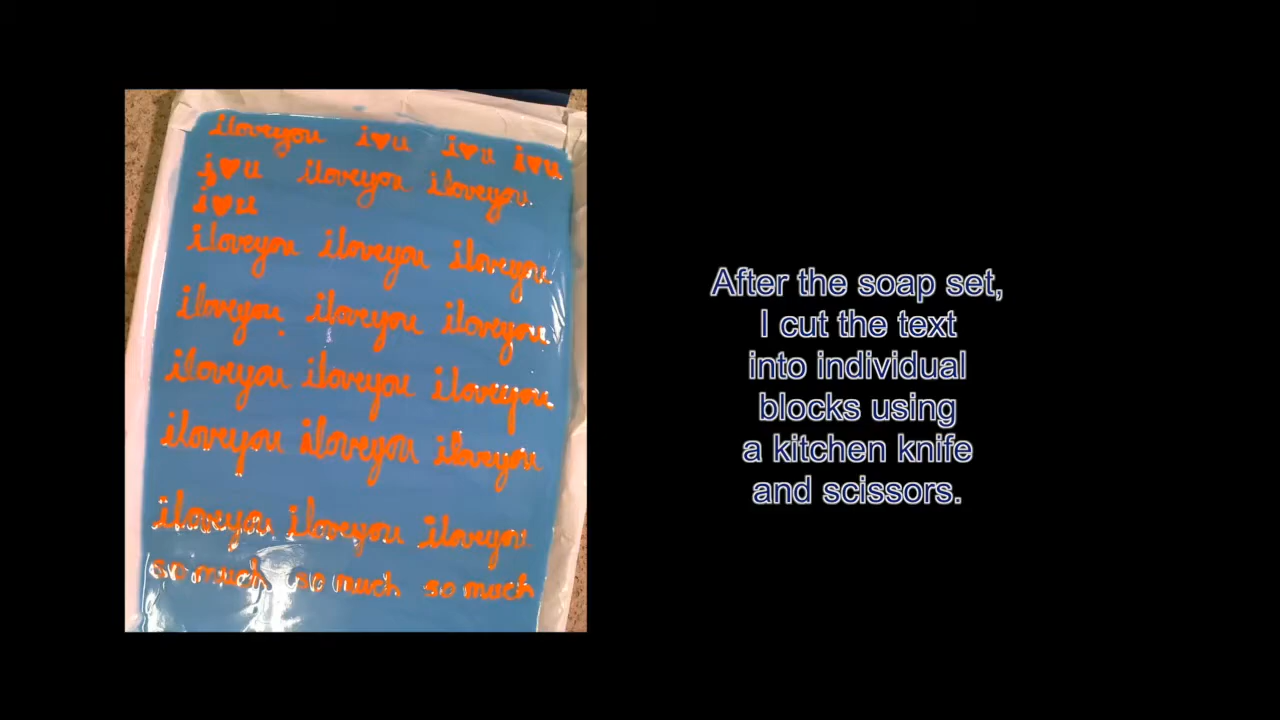 iloveyou i♥u i♥u i♥u
i♥u iloveyou iloveyou
i♥u
iloveyou iloveyou iloveyou
iloveyou iloveyou iloveyou
iloveyou iloveyou iloveyou
iloveyou iloveyou iloveyou
iloveyou iloveyou iloveyou
so much so much so much
After the soap set,
I cut the text
into individual
blocks using
a kitchen knife
and scissors.